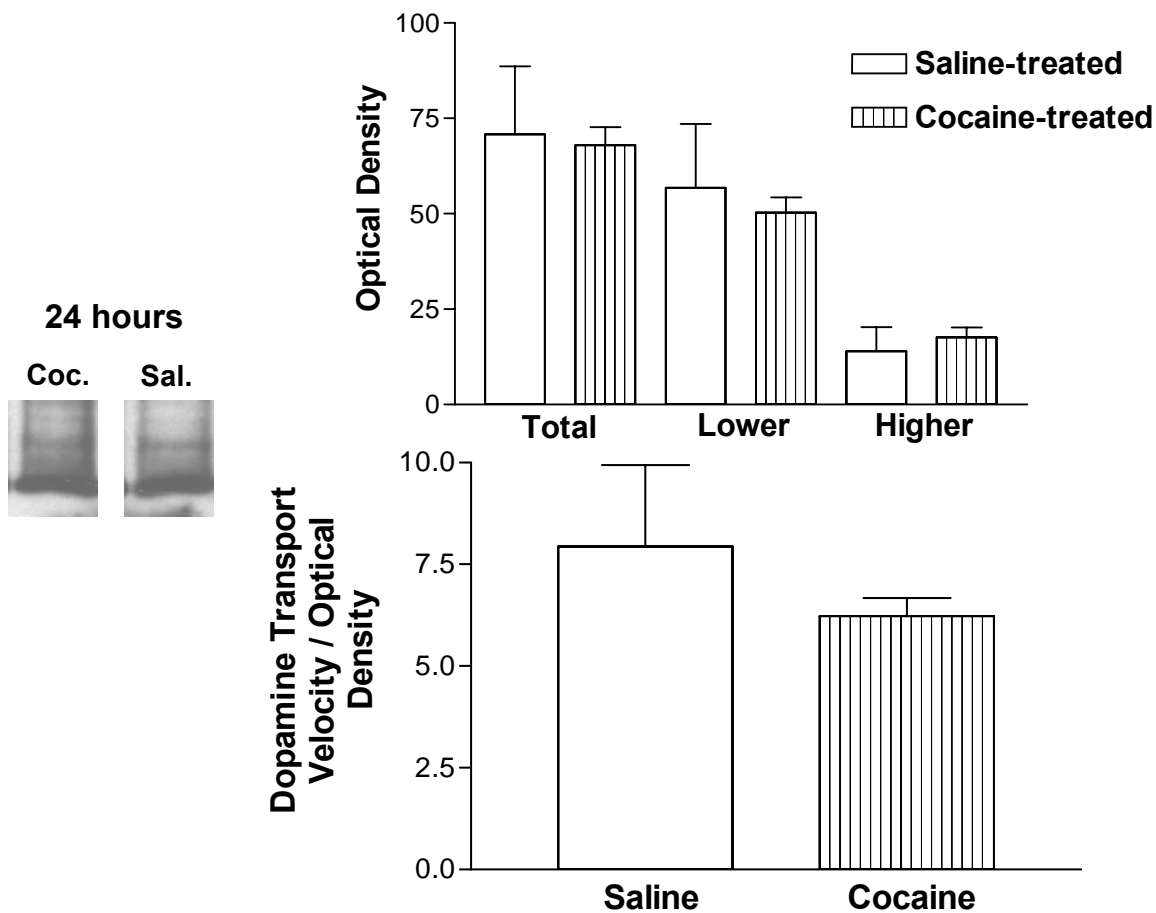 24 hours
Coc. Sal.
100
75
50
25
0
Optical Density
Saline-treated
Cocaine-treated
Total Lower Higher
10.0
7.5
5.0
2.5
0.0
Dopamine Transport
Velocity / Optical
Density
Saline Cocaine